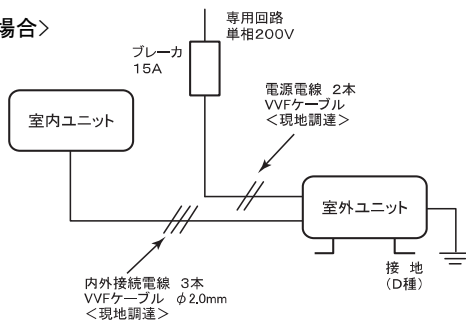 場合>
専用回路
単相200V
ブレーカ
15A
電源電線 2本
VVFケーブル
<現地調達>
室内ユニット
室外ユニット
内外接続電線 3本
VVFケーブル φ2.0mm
<現地調達>
接 地
(D種)